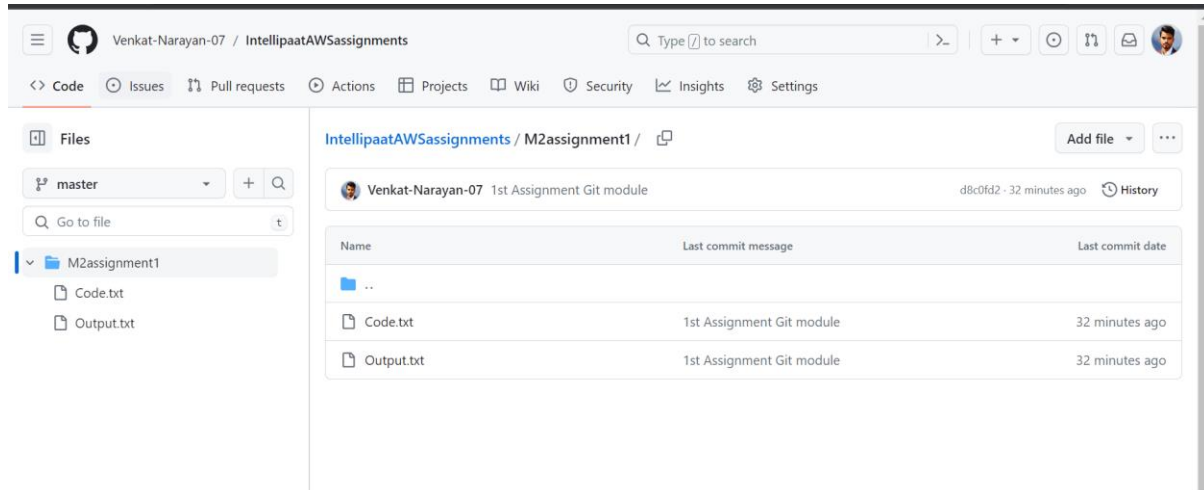 Venkat-Narayan-07 / IntellipaatAWSassignments
Type / to search
<> Code Issues Pull requests Actions Projects Wiki Security Insights Settings
Files
master
Go to file t
M2assignment1
Code.txt
Output.txt
IntellipaatAWSassignments / M2assignment1 /
Add file
Venkat-Narayan-07 1st Assignment Git module d8c0fd2 · 32 minutes ago History
Name Last commit message Last commit date
..
Code.txt 1st Assignment Git module 32 minutes ago
Output.txt 1st Assignment Git module 32 minutes ago